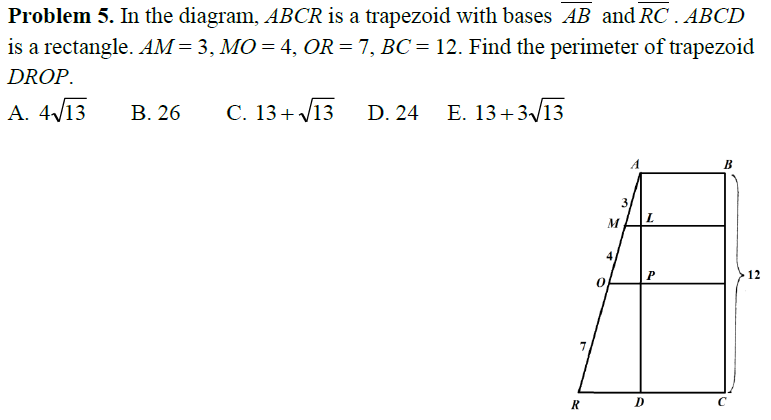 Problem 5. In the diagram, ABCR is a trapezoid with bases AB and RC . ABCD
is a rectangle. AM = 3, MO = 4, OR = 7, BC = 12. Find the perimeter of trapezoid
DROP.
A. 4√13 B. 26 C. 13+√13 D. 24 E. 13+3√13
A B
3
M L
4
O P 12
7
R D C